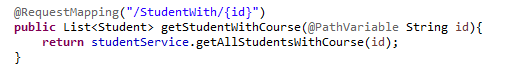 @RequestMapping("/StudentWith/{id}")
public List<Student> getStudentWithCourse(@PathVariable String id){
return studentService.getAllStudentsWithCourse(id);
}